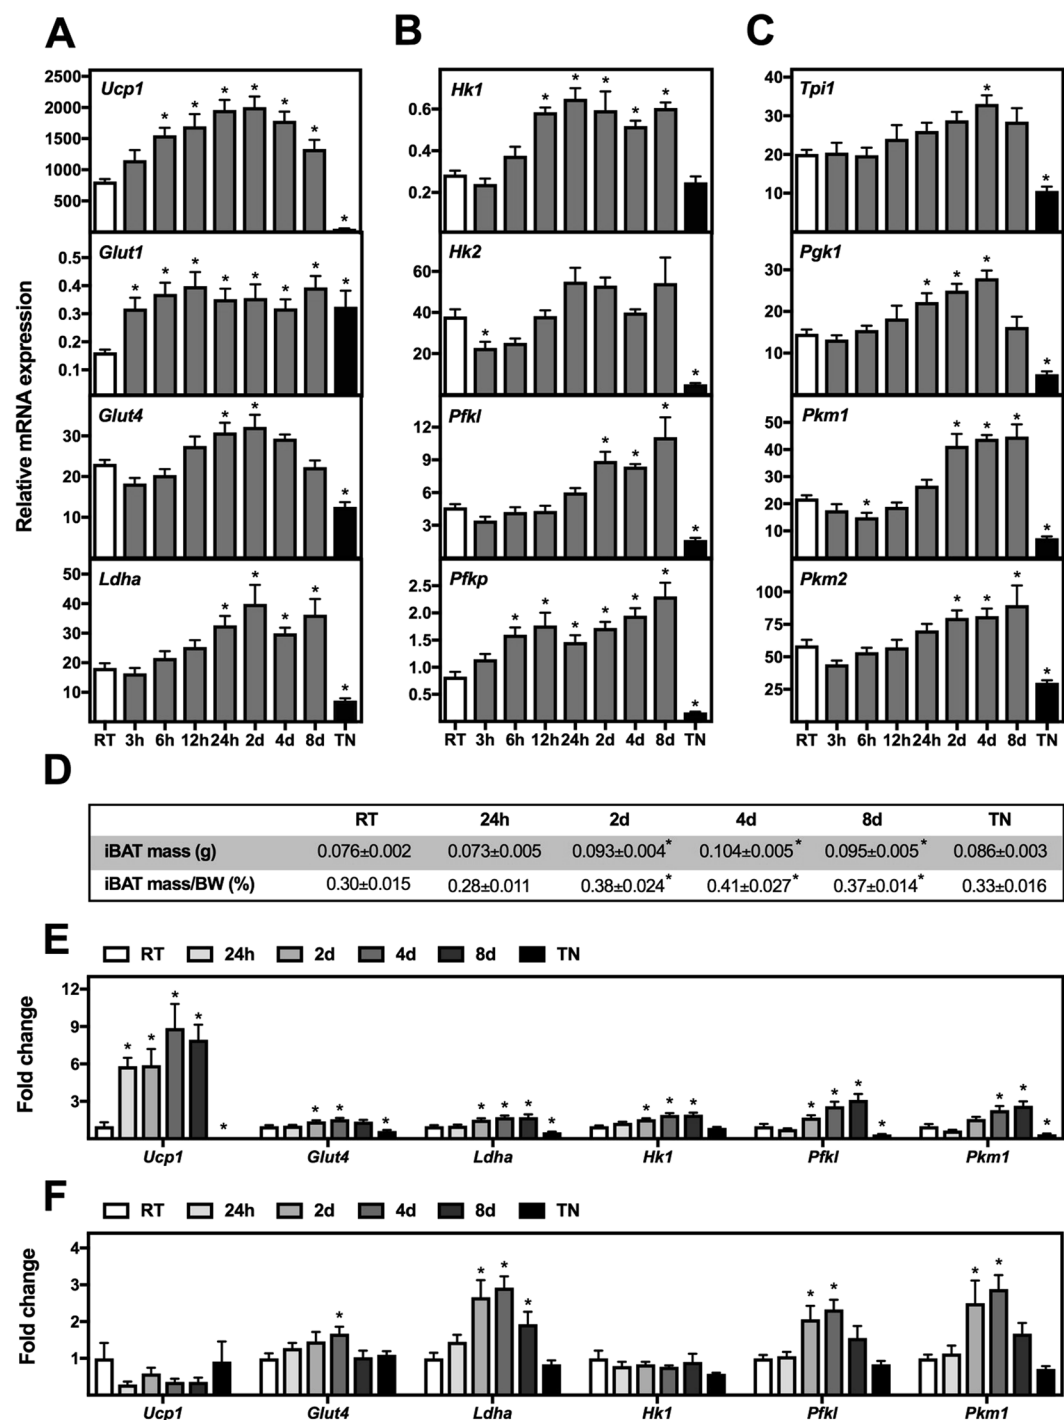 A
B
C
Relative mRNA expression
Ucp1
2500
2000
1500
1000
500
* * * * * * * *
Glut1
0.5
0.4
0.3
0.2
0.1
* * * * * * * *
Glut4
30
20
10
* * *
Ldha
50
40
30
20
10
* * * * *
RT 3h 6h 12h 24h 2d 4d 8d TN
Hk1
0.6
0.4
0.2
* * * * *
Hk2
60
40
20
* *
Pfkl
12
9
6
3
* * * *
Pfkp
2.5
2.0
1.5
1.0
0.5
* * * * * * * *
RT 3h 6h 12h 24h 2d 4d 8d TN
Tpi1
40
30
20
10
* *
Pgk1
30
20
10
* * * *
Pkm1
50
40
30
20
10
* * * * *
Pkm2
100
75
50
25
* * * *
RT 3h 6h 12h 24h 2d 4d 8d TN
D
RT 24h 2d 4d 8d TN
iBAT mass (g) 0.076±0.002 0.073±0.005 0.093±0.004* 0.104±0.005* 0.095±0.005* 0.086±0.003
iBAT mass/BW (%) 0.30±0.015 0.28±0.011 0.38±0.024* 0.41±0.027* 0.37±0.014* 0.33±0.016
E
RT 24h 2d 4d 8d TN
Fold change
12
9
6
3
* * * * * * * * * * * * * * * * * * * * * *
Ucp1 Glut4 Ldha Hk1 Pfkl Pkm1
F
RT 24h 2d 4d 8d TN
Fold change
4
3
2
1
* * * * * * * *
Ucp1 Glut4 Ldha Hk1 Pfkl Pkm1